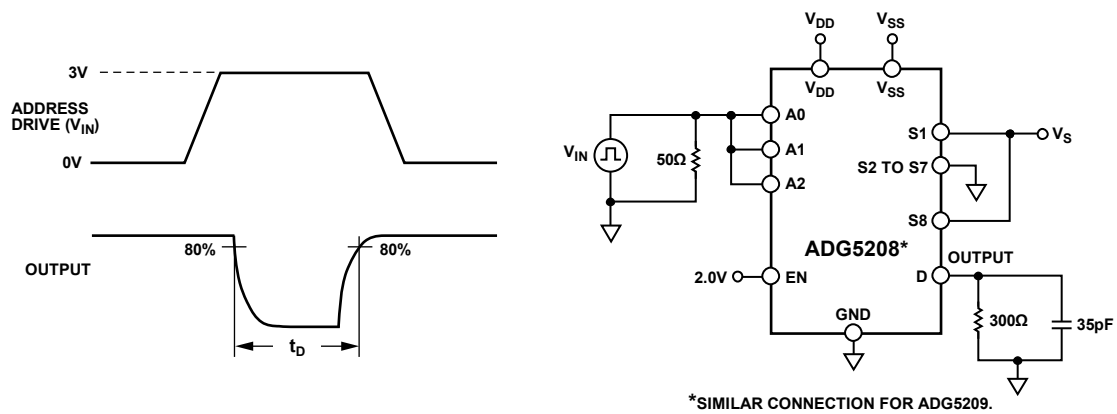 3V
ADDRESS
DRIVE (VIN)
0V
80%
80%
OUTPUT
tD
VDD
VSS
VDD
VSS
A0
A1
A2
VIN
50Ω
S1
VS
S2 TO S7
S8
ADG5208*
OUTPUT
D
2.0V
EN
GND
300Ω
35pF
*SIMILAR CONNECTION FOR ADG5209.